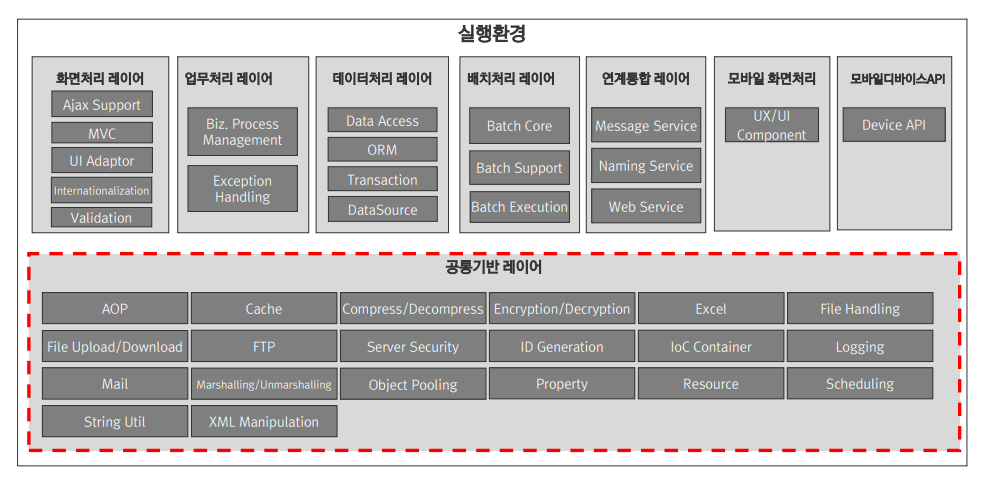 실행환경
화면처리 레이어
Ajax Support
MVC
UI Adaptor
Internationalization
Validation
업무처리 레이어
Biz. Process
Management
Exception
Handling
데이터처리 레이어
Data Access
ORM
Transaction
DataSource
배치처리 레이어
Batch Core
Batch Support
Batch Execution
연계통합 레이어
Message Service
Naming Service
Web Service
모바일 화면처리
UX/UI
Component
모바일디바이스API
Device API
공통기반 레이어
AOP
Cache
Compress/Decompress
Encryption/Decryption
Excel
File Handling
File Upload/Download
FTP
Server Security
ID Generation
IoC Container
Logging
Mail
Marshalling/Unmarshalling
Object Pooling
Property
Resource
Scheduling
String Util
XML Manipulation